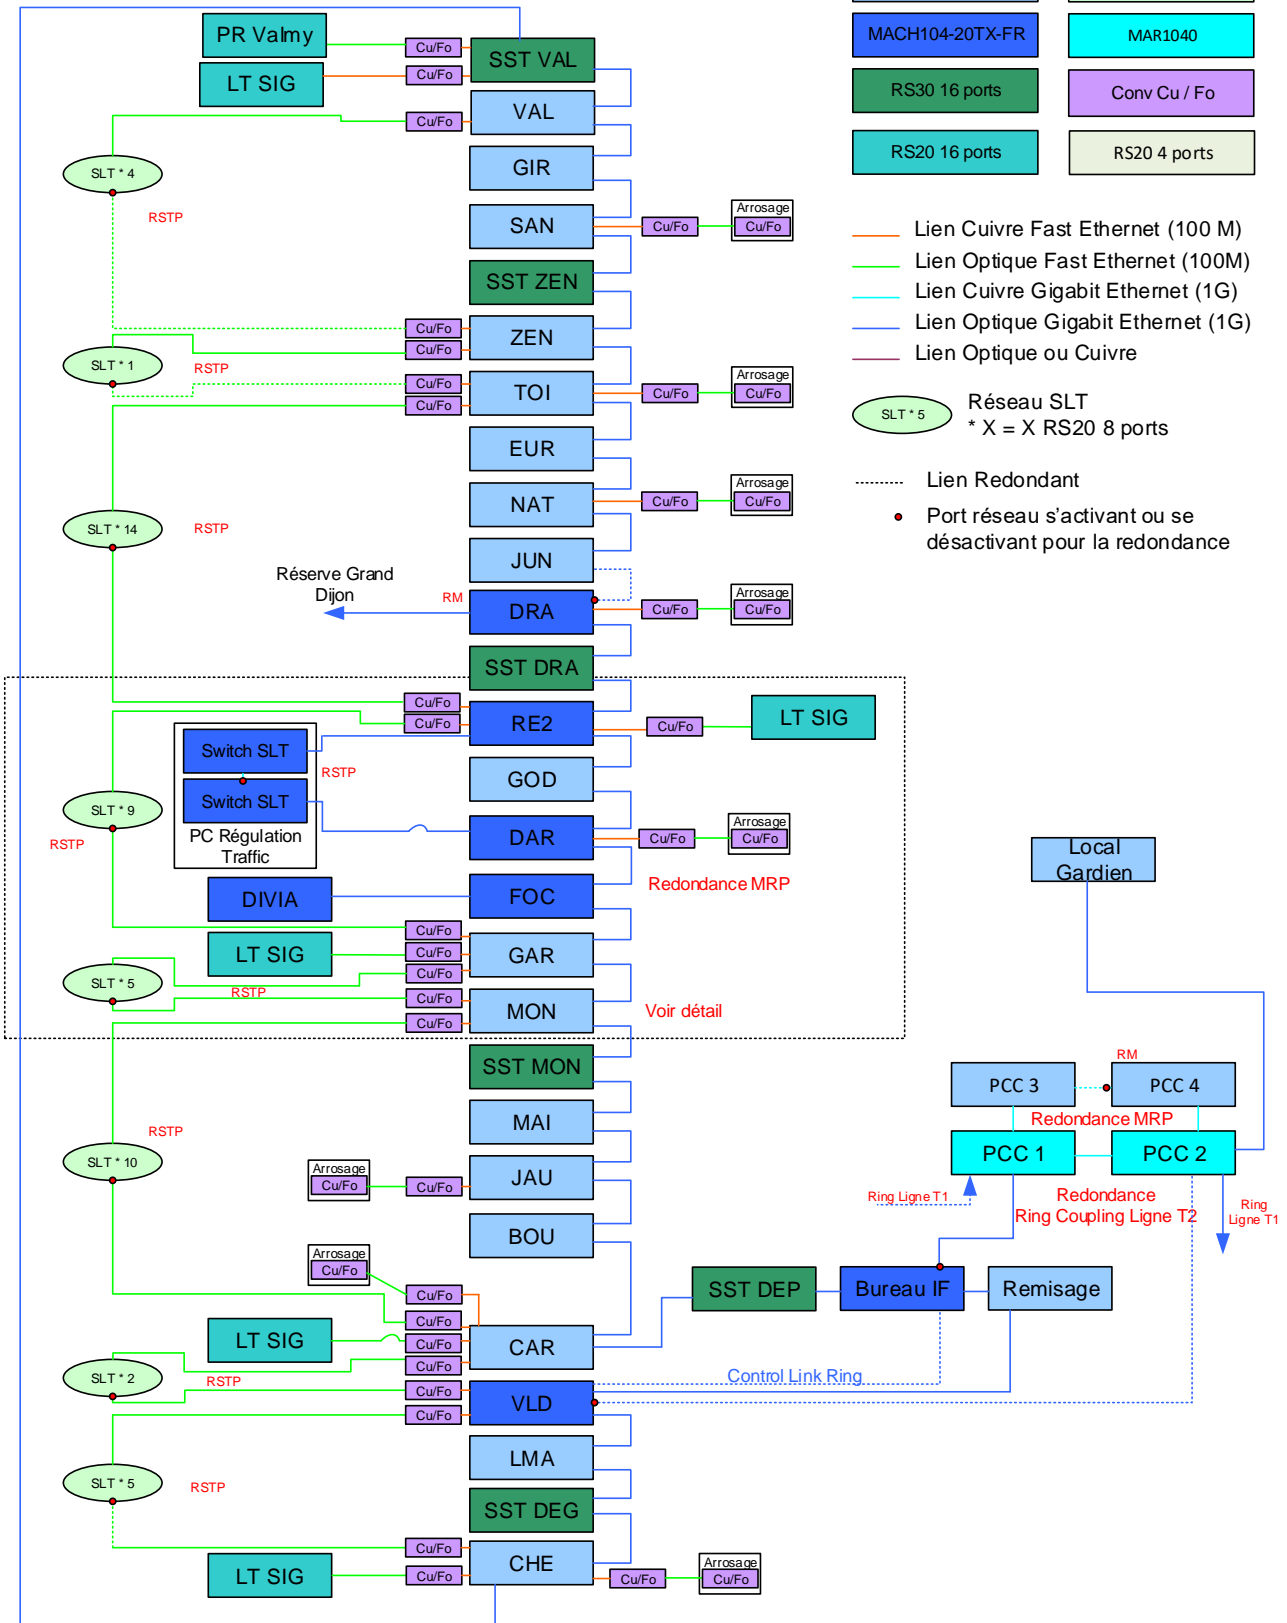 PR Valmy
Cu/Fo
SST VAL
LT SIG
Cu/Fo
VAL
Cu/Fo
SLT * 4
RSTP
GIR
SAN
Cu/Fo
Arrosage
Cu/Fo
SST ZEN
Cu/Fo
ZEN
Cu/Fo
SLT * 1
RSTP
Cu/Fo
TOI
Cu/Fo
Cu/Fo
Arrosage
Cu/Fo
EUR
NAT
Cu/Fo
Arrosage
Cu/Fo
SLT * 14
RSTP
JUN
Réserve Grand
Dijon
RM
DRA
Cu/Fo
Arrosage
Cu/Fo
SST DRA
Cu/Fo
Cu/Fo
RE2
Cu/Fo
LT SIG
Switch SLT
RSTP
Switch SLT
PC Régulation
Traffic
GOD
SLT * 9
RSTP
DAR
Cu/Fo
Arrosage
Cu/Fo
DIVIA
FOC
Redondance MRP
Cu/Fo
LT SIG
Cu/Fo
Cu/Fo
GAR
SLT * 5
RSTP
Cu/Fo
MON
Cu/Fo
Voir détail
SST MON
MAI
RSTP
SLT * 10
Arrosage
Cu/Fo
Cu/Fo
JAU
BOU
Arrosage
Cu/Fo
Cu/Fo
Cu/Fo
LT SIG
Cu/Fo
Cu/Fo
CAR
SLT * 2
RSTP
Cu/Fo
VLD
Cu/Fo
LMA
SLT * 5
RSTP
SST DEG
Cu/Fo
CHE
LT SIG
Cu/Fo
Cu/Fo
Arrosage
Cu/Fo
MACH104-20TX-FR
MAR1040
RS30 16 ports
Conv Cu / Fo
RS20 16 ports
RS20 4 ports
Lien Cuivre Fast Ethernet (100 M)
Lien Optique Fast Ethernet (100M)
Lien Cuivre Gigabit Ethernet (1G)
Lien Optique Gigabit Ethernet (1G)
Lien Optique ou Cuivre
SLT * 5
Réseau SLT
* X = X RS20 8 ports
Lien Redondant
Port réseau s'activant ou se
désactivant pour la redondance
Local
Gardien
RM
PCC 3
PCC 4
Redondance MRP
PCC 1
PCC 2
Ring Ligne T1
Redondance
Ring Coupling Ligne T2
Ring
Ligne T1
SST DEP
Bureau IF
Remisage
Control Link Ring